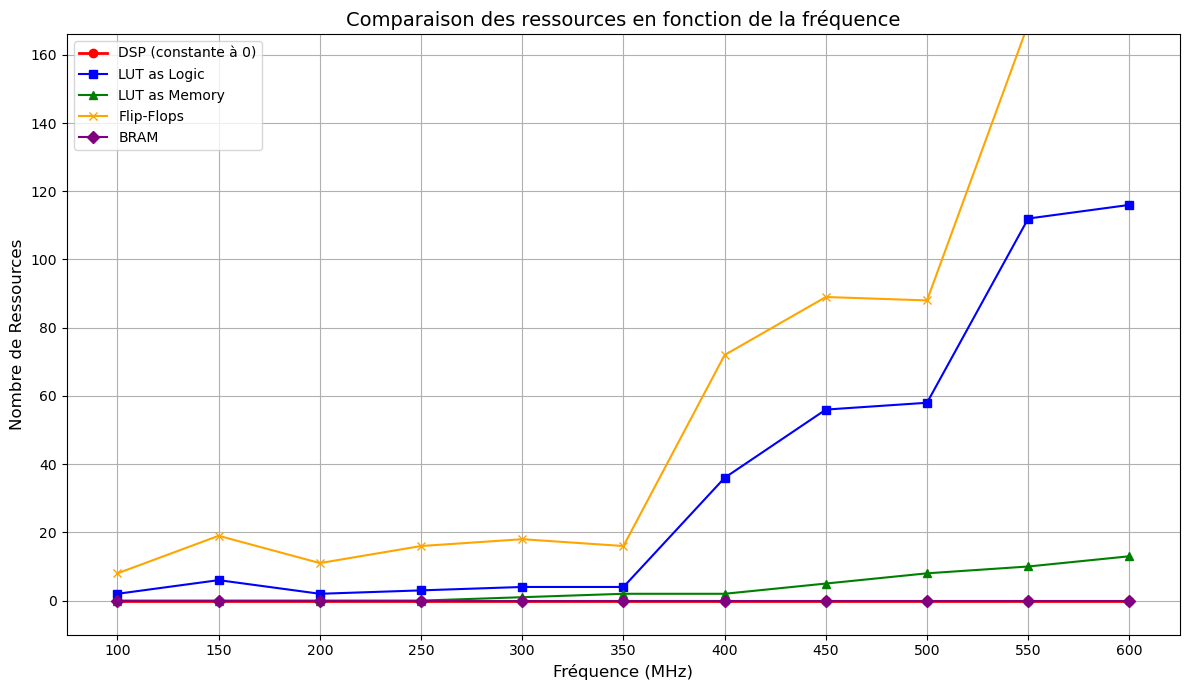 Comparaison des ressources en fonction de la fréquence
DSP (constante à 0)
LUT as Logic
LUT as Memory
Flip-Flops
BRAM
Nombre de Ressources
160
140
120
100
80
60
40
20
0
100 150 200 250 300 350 400 450 500 550 600
Fréquence (MHz)